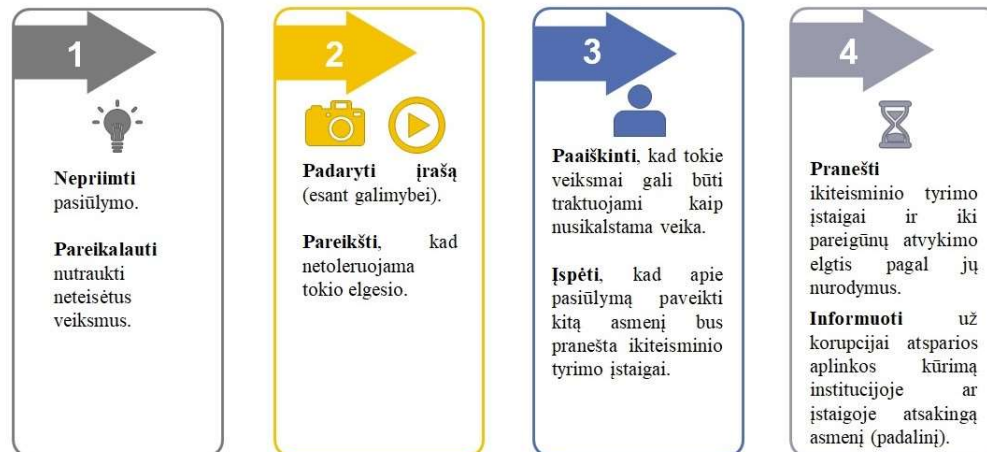 1
Nepriimti
pasiūlymo.
Pareikalauti
nutraukti
neteisėtus
veiksmus.
2
Padaryti įrašą
(esant galimybei).
Pareikšti, kad
netoleruojama
tokio elgesio.
3
Paaiškinti, kad tokie
veiksmai gali būti
traktuojami kaip
nusikalstama veika.
Įspėti, kad apie
pasiūlymą paveikti
kitą asmenį bus
pranešta ikiteisminio
tyrimo įstaigai.
4
Pranešti
ikiteisminio tyrimo
įstaigai ir iki
pareigūnų atvykimo
elgtis pagal jų
nurodymus.
Informuoti už
korupcijai atsparios
aplinkos kūrimą
institucijoje ar
įstaigoje atsakingą
asmenį (padalinį).